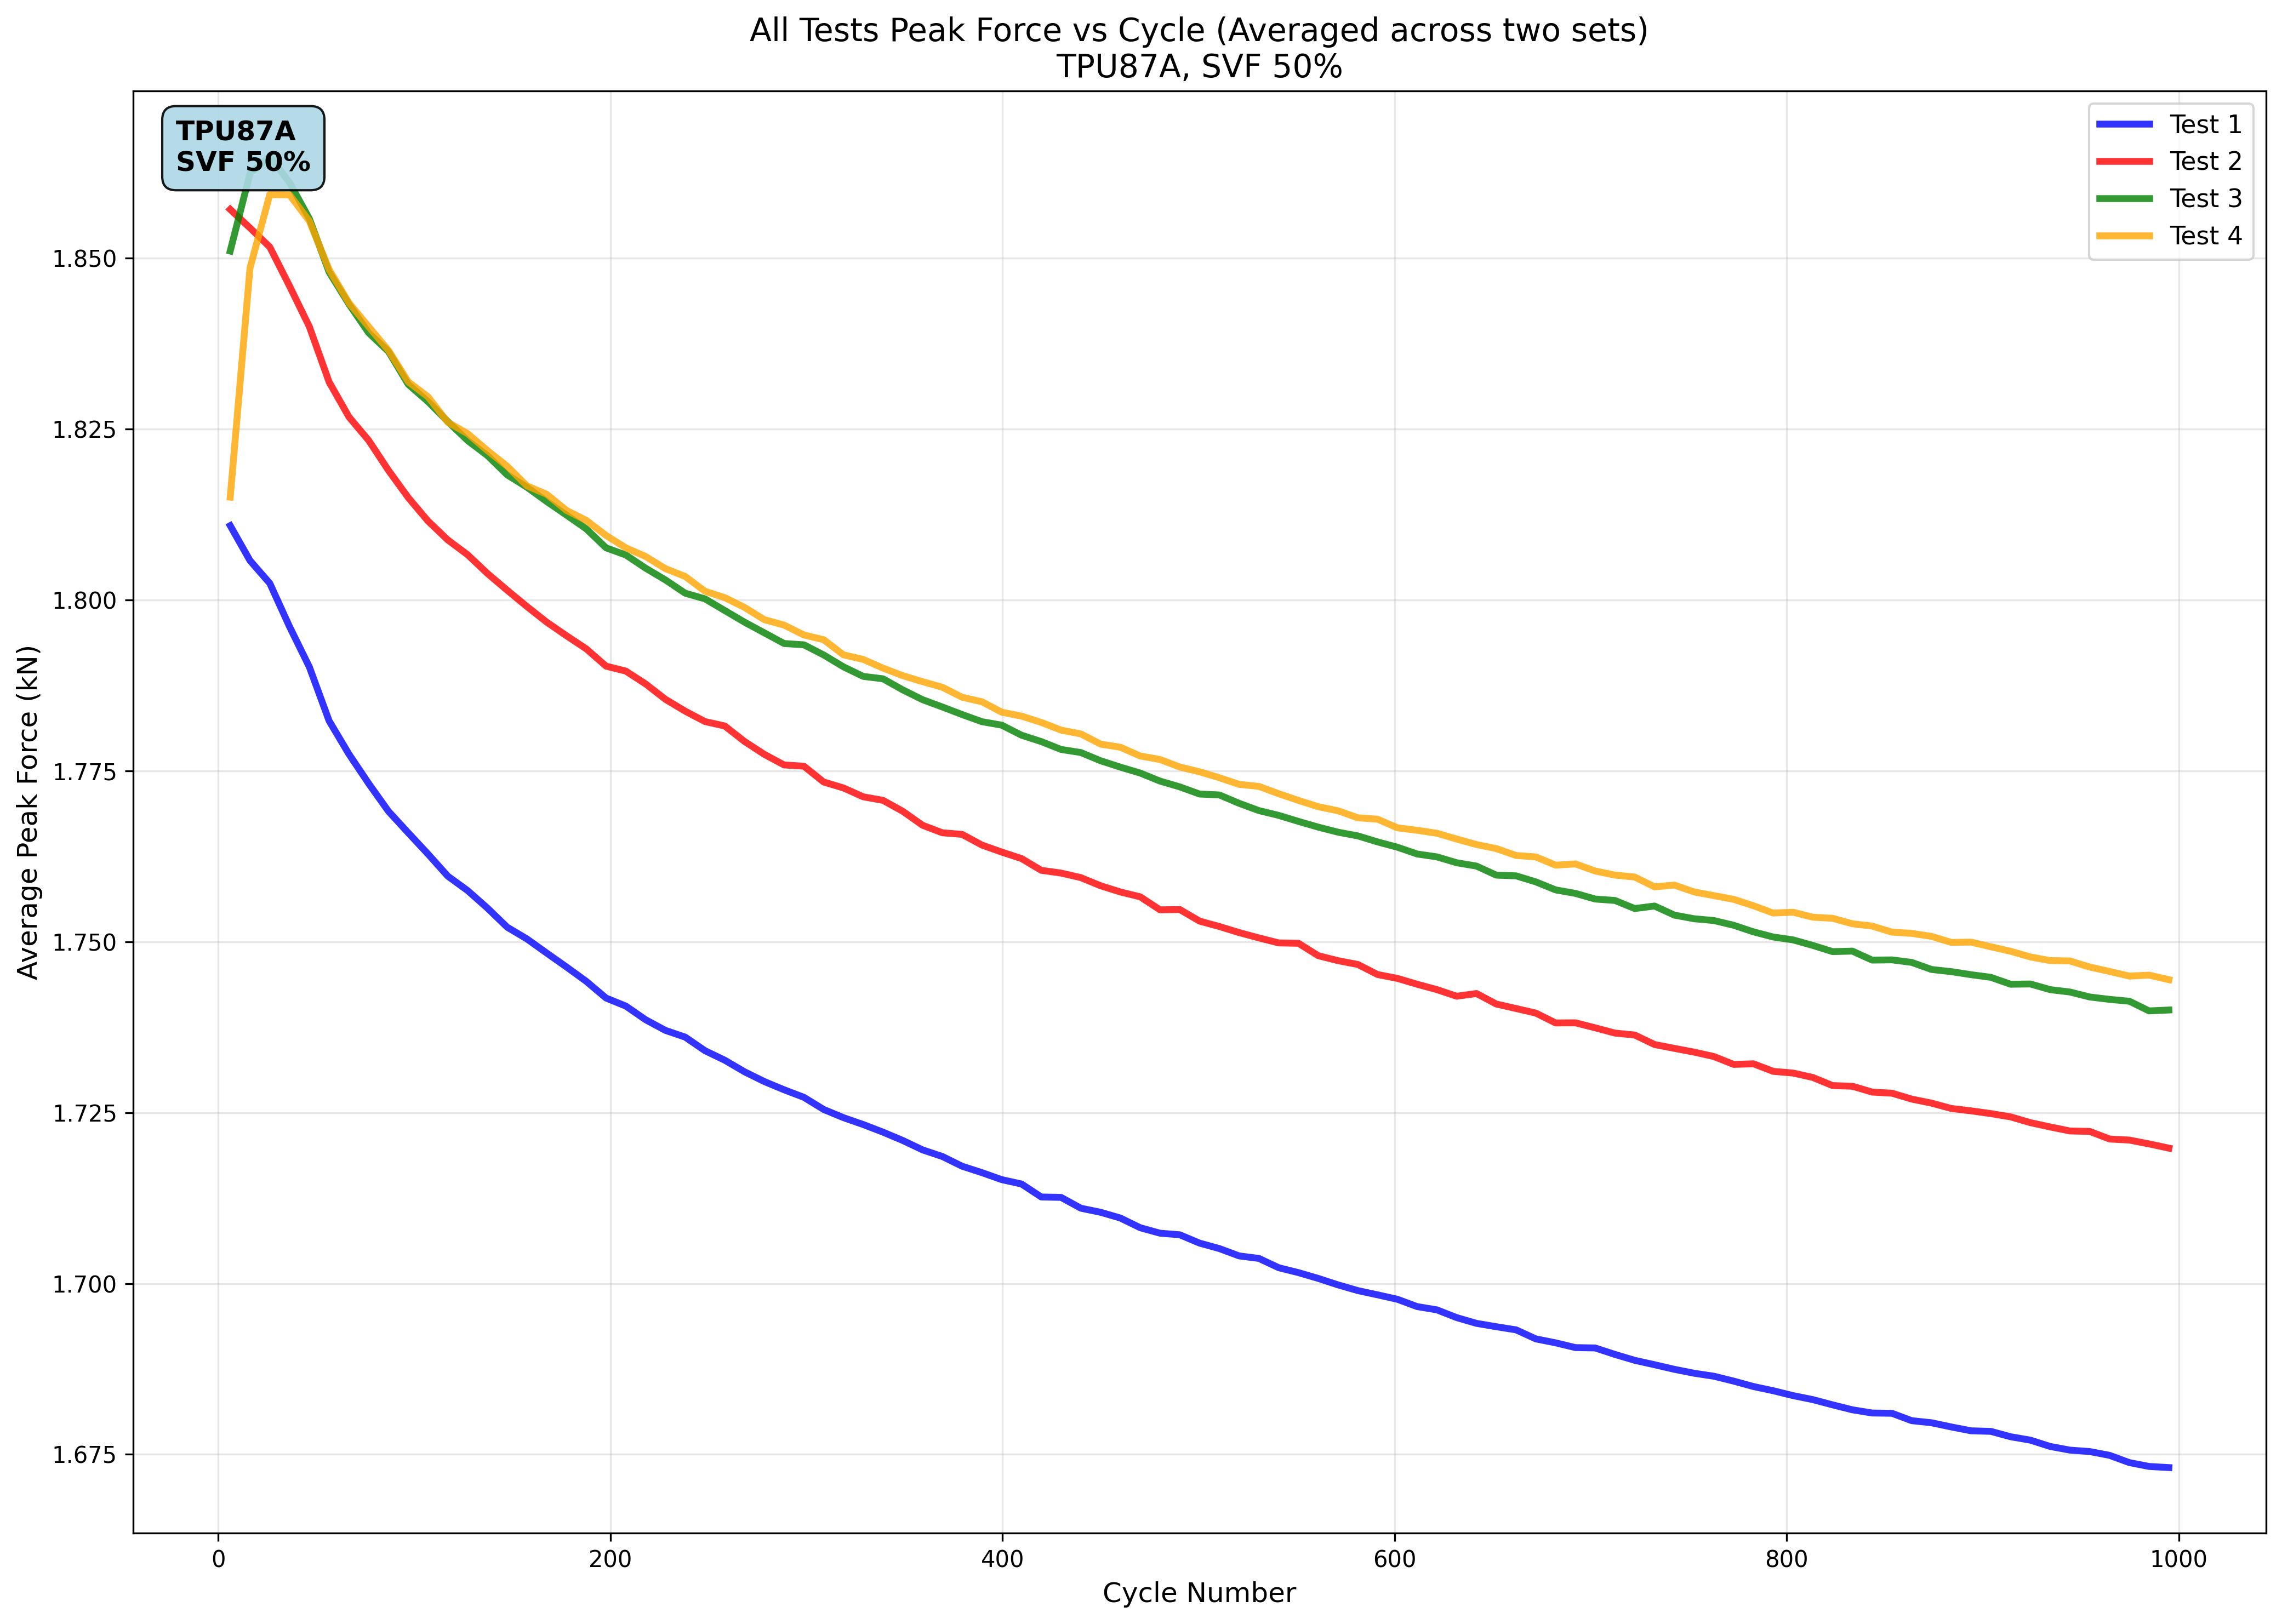 All Tests Peak Force vs Cycle (Averaged across two sets)
TPU87A, SVF 50%
TPU87A
SVF 50%
Test 1
Test 2
Test 3
Test 4
1.850
1.825
1.800
1.775
1.750
1.725
1.700
1.675
Average Peak Force (kN)
0
200
400
600
800
1000
Cycle Number